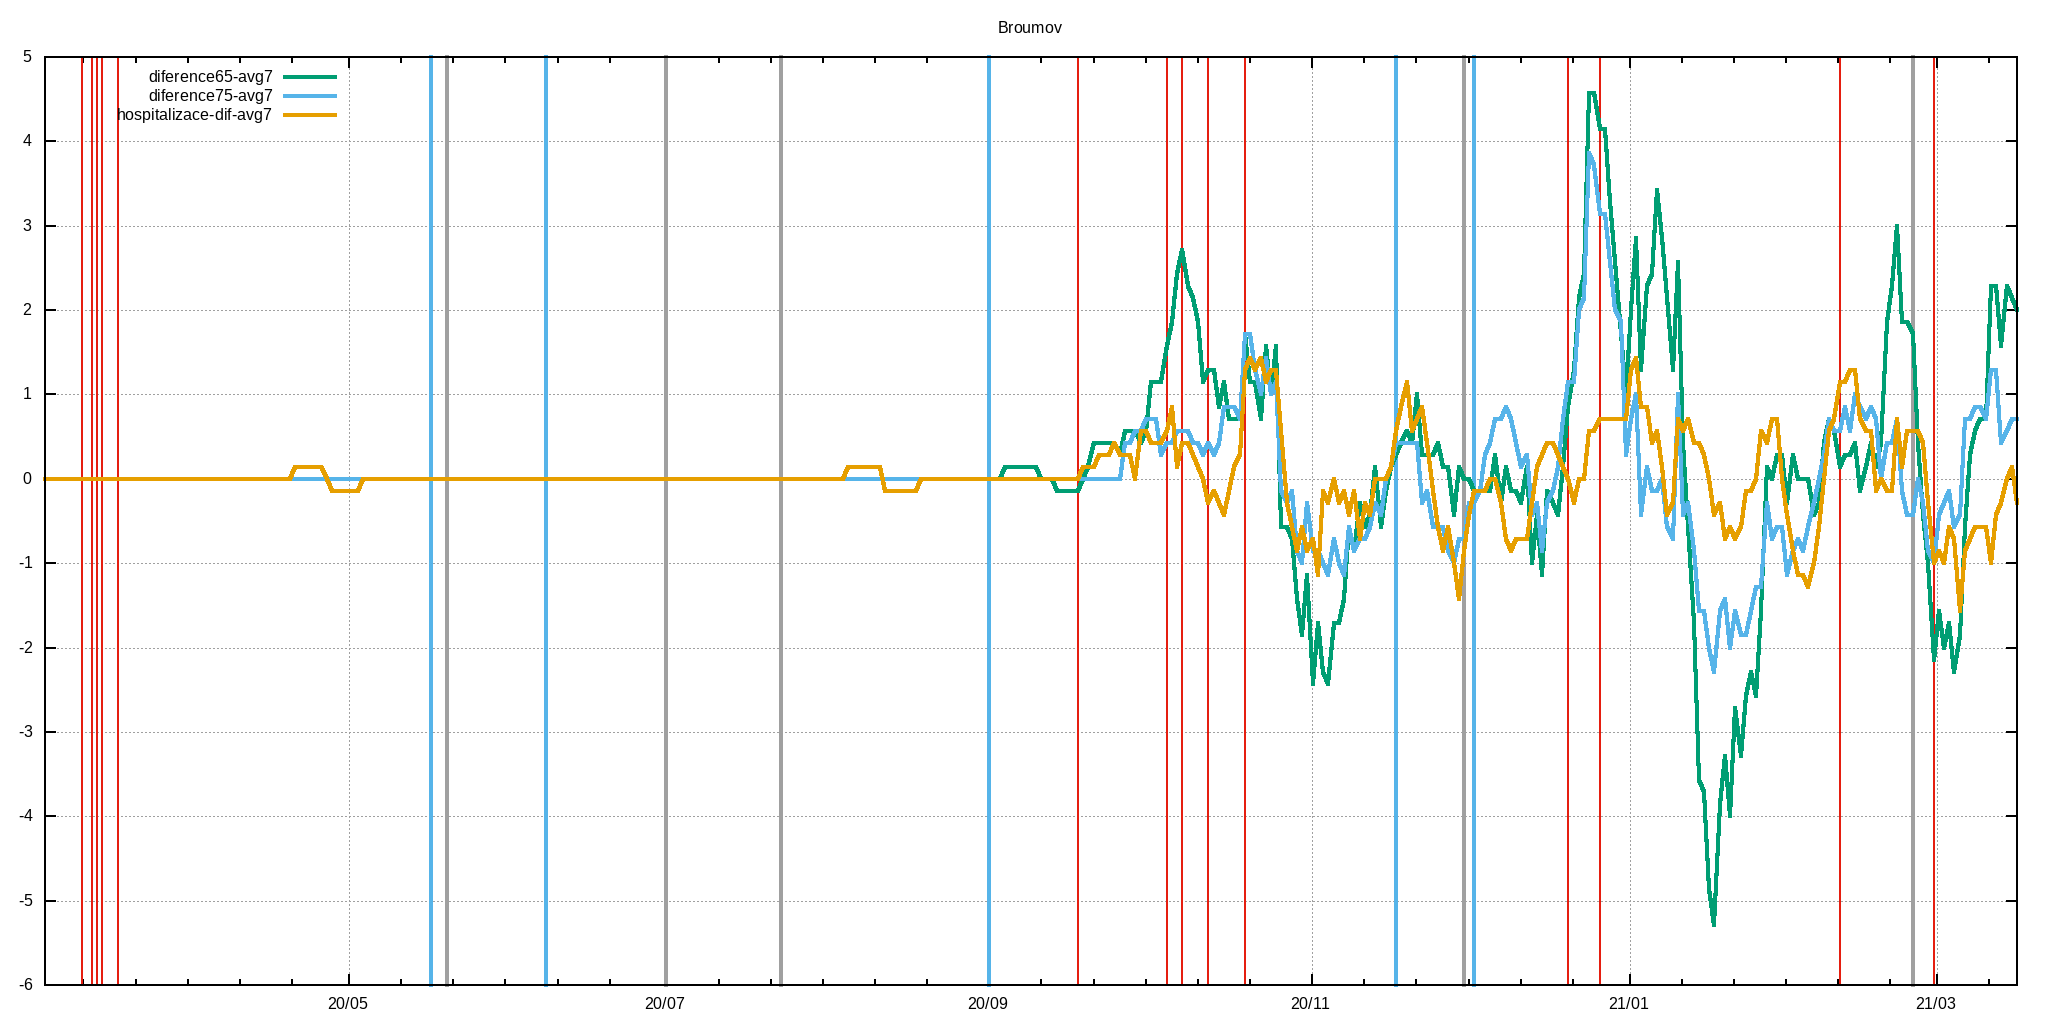 Broumov
diference65-avg7
diference75-avg7
hospitalizace-dif-avg7
5
4
3
2
1
0
-1
-2
-3
-4
-5
-6
20/05 20/07 20/09 20/11 21/01 21/03